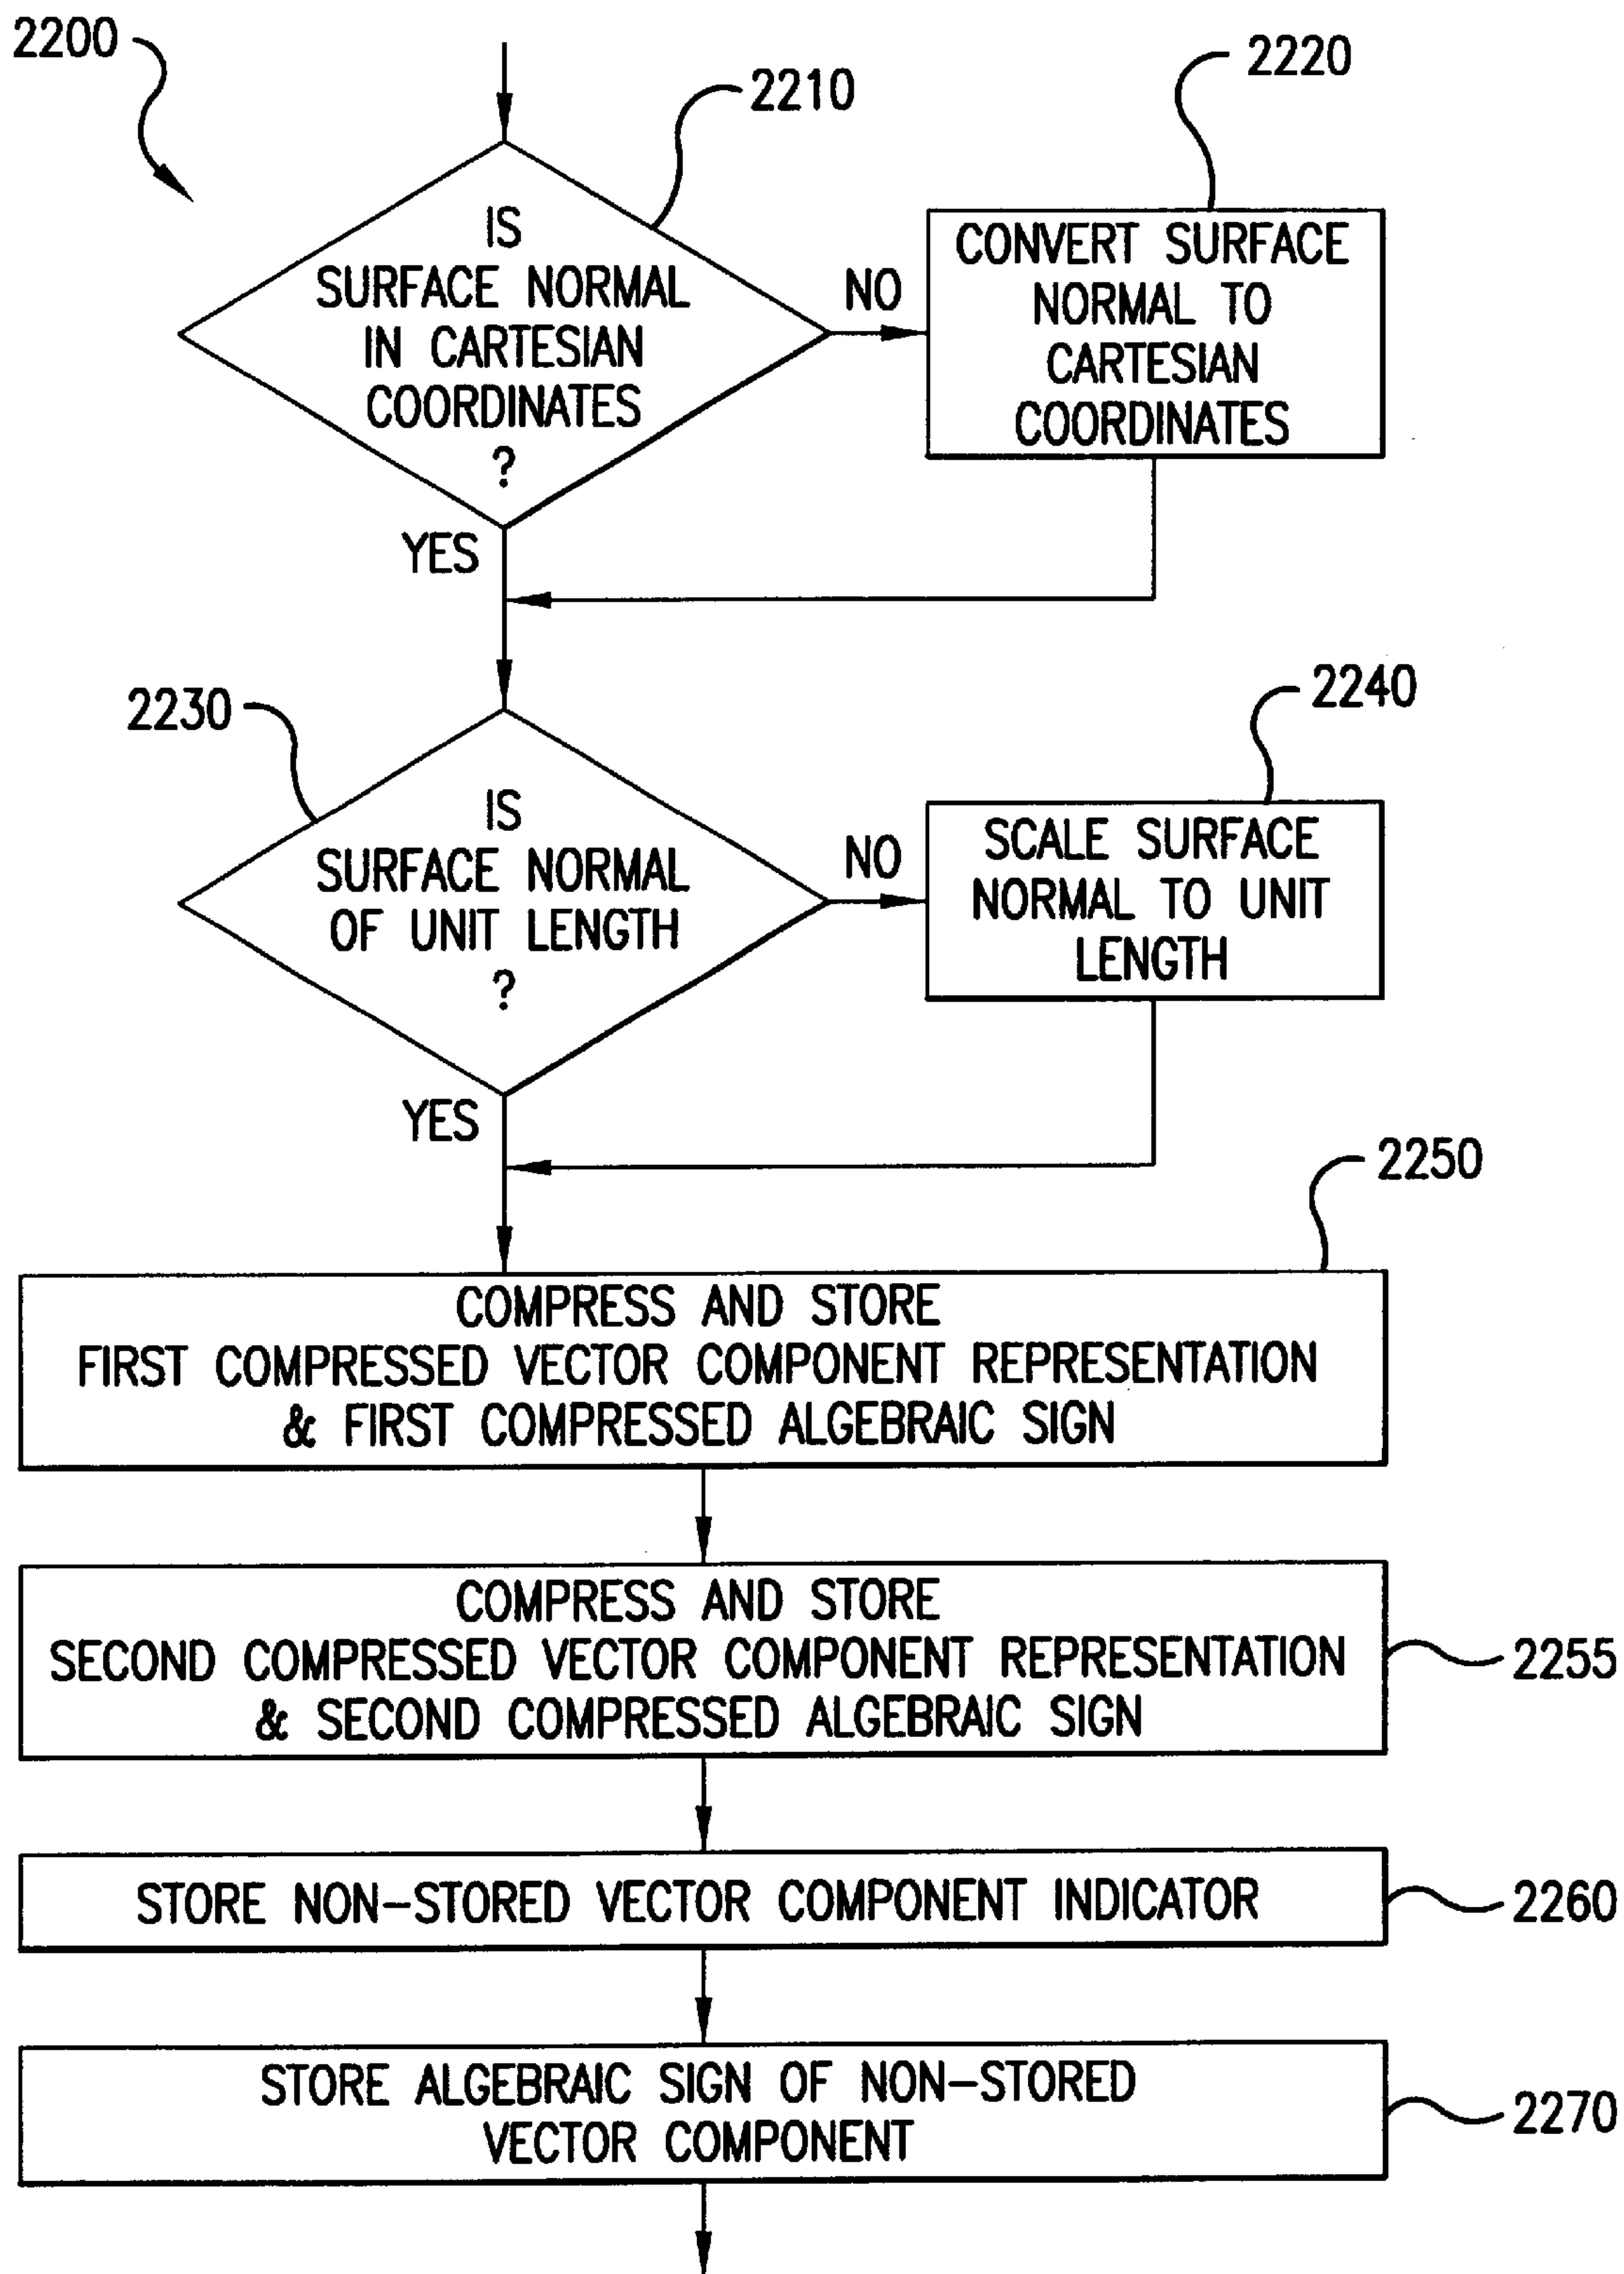 2200
2210
2220
IS
SURFACE NORMAL
IN CARTESIAN
COORDINATES
?
NO
CONVERT SURFACE
NORMAL TO
CARTESIAN
COORDINATES
YES
2230
2240
IS
SURFACE NORMAL
OF UNIT LENGTH
?
NO
SCALE SURFACE
NORMAL TO UNIT
LENGTH
YES
2250
COMPRESS AND STORE
FIRST COMPRESSED VECTOR COMPONENT REPRESENTATION
& FIRST COMPRESSED ALGEBRAIC SIGN
COMPRESS AND STORE
SECOND COMPRESSED VECTOR COMPONENT REPRESENTATION
& SECOND COMPRESSED ALGEBRAIC SIGN
2255
STORE NON-STORED VECTOR COMPONENT INDICATOR
2260
STORE ALGEBRAIC SIGN OF NON-STORED
VECTOR COMPONENT
2270